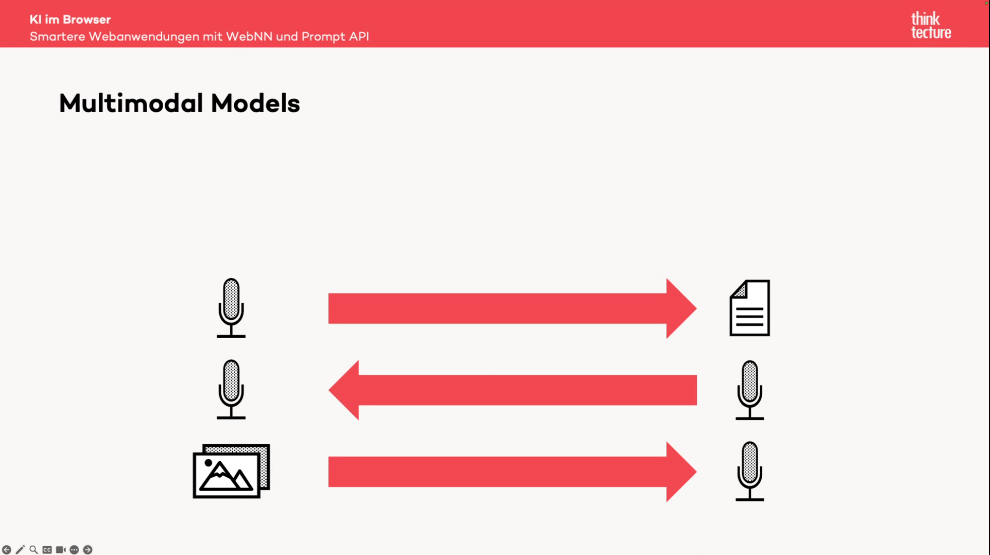 KI im Browser
Smartere Webanwendungen mit WebNN und Prompt API
think
tecture
Multimodal Models